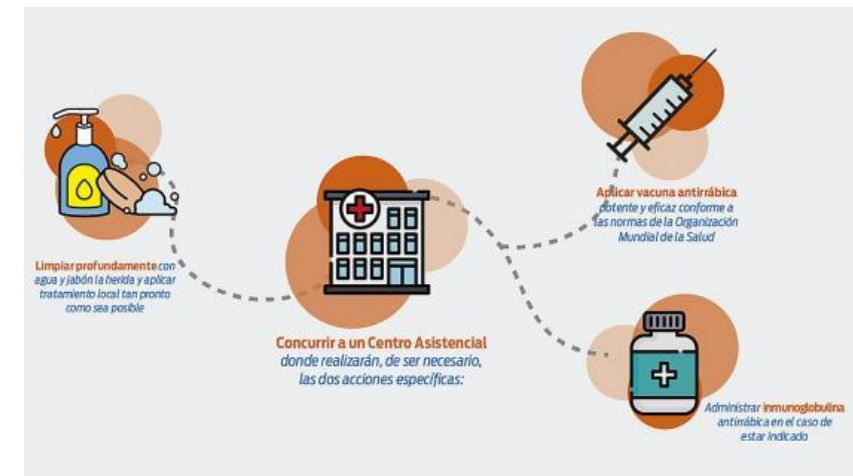 Limpiar profundamente con
agua y jabón la herida y aplicar
tratamiento local tan pronto
como sea posible
Concurrir a un Centro Asistencial
donde realizarán, de ser necesario,
las dos acciones específicas:
Aplicar vacuna antirrábica
potente y eficaz conforme a
las normas de la Organización
Mundial de la Salud
Administrar inmunoglobulina
antirrábica en el caso de
estar indicado